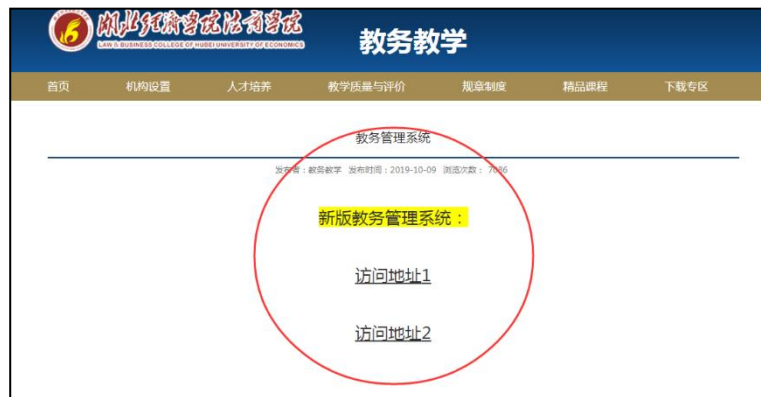 湖北经济学院法商学院
LAW & BUSINESS COLLEGE OF HUBEI UNIVERSITY OF ECONOMICS
教务教学
首页 机构设置 人才培养 教学质量与评价 规章制度 精品课程 下载专区
教务管理系统
发布者：教务教学 发布时间：2019-10-09 浏览次数： 7086
新版教务管理系统：
访问地址1
访问地址2